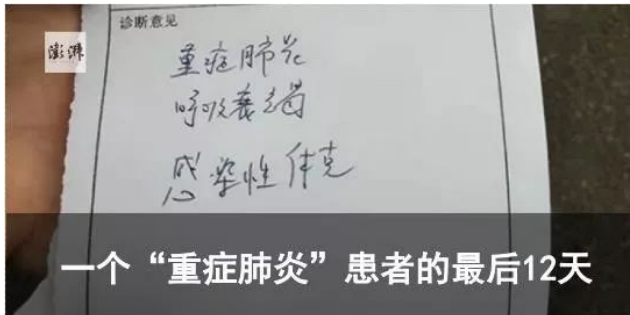 诊断意见
澎湃
重症肺炎
呼吸衰竭
感染性休克
一个“重症肺炎”患者的最后12天